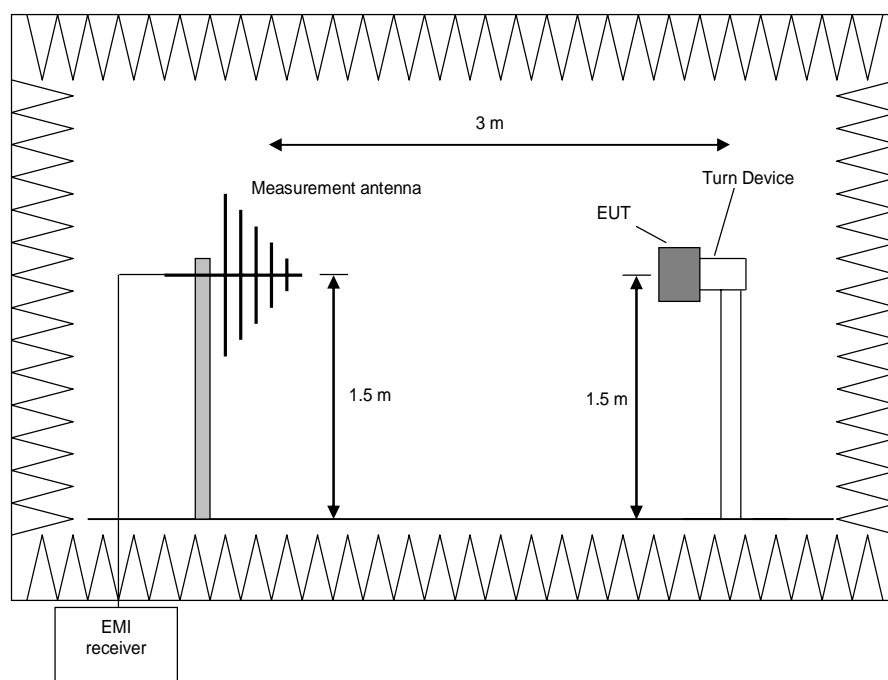 3 m
Measurement antenna
Turn Device
EUT
1.5 m
1.5 m
EMI
receiver